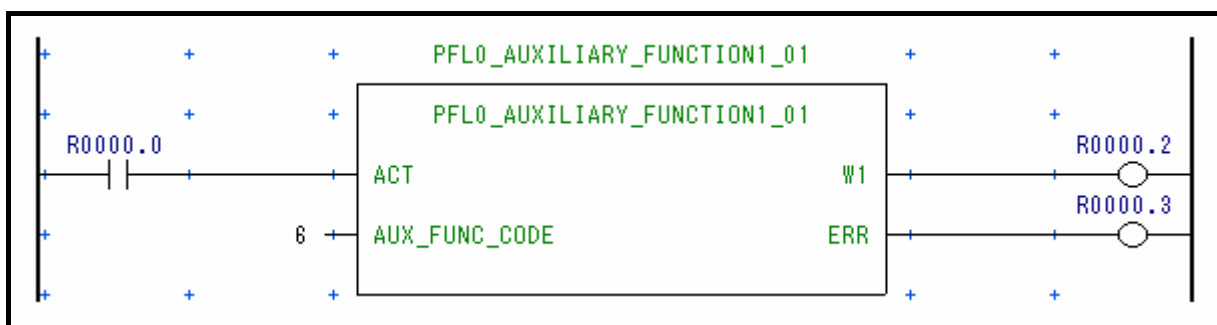 PFL0_AUXILIARY_FUNCTION1_01
PFL0_AUXILIARY_FUNCTION1_01
R0000.0 R0000.2
ACT W1
R0000.3
6 AUX_FUNC_CODE ERR